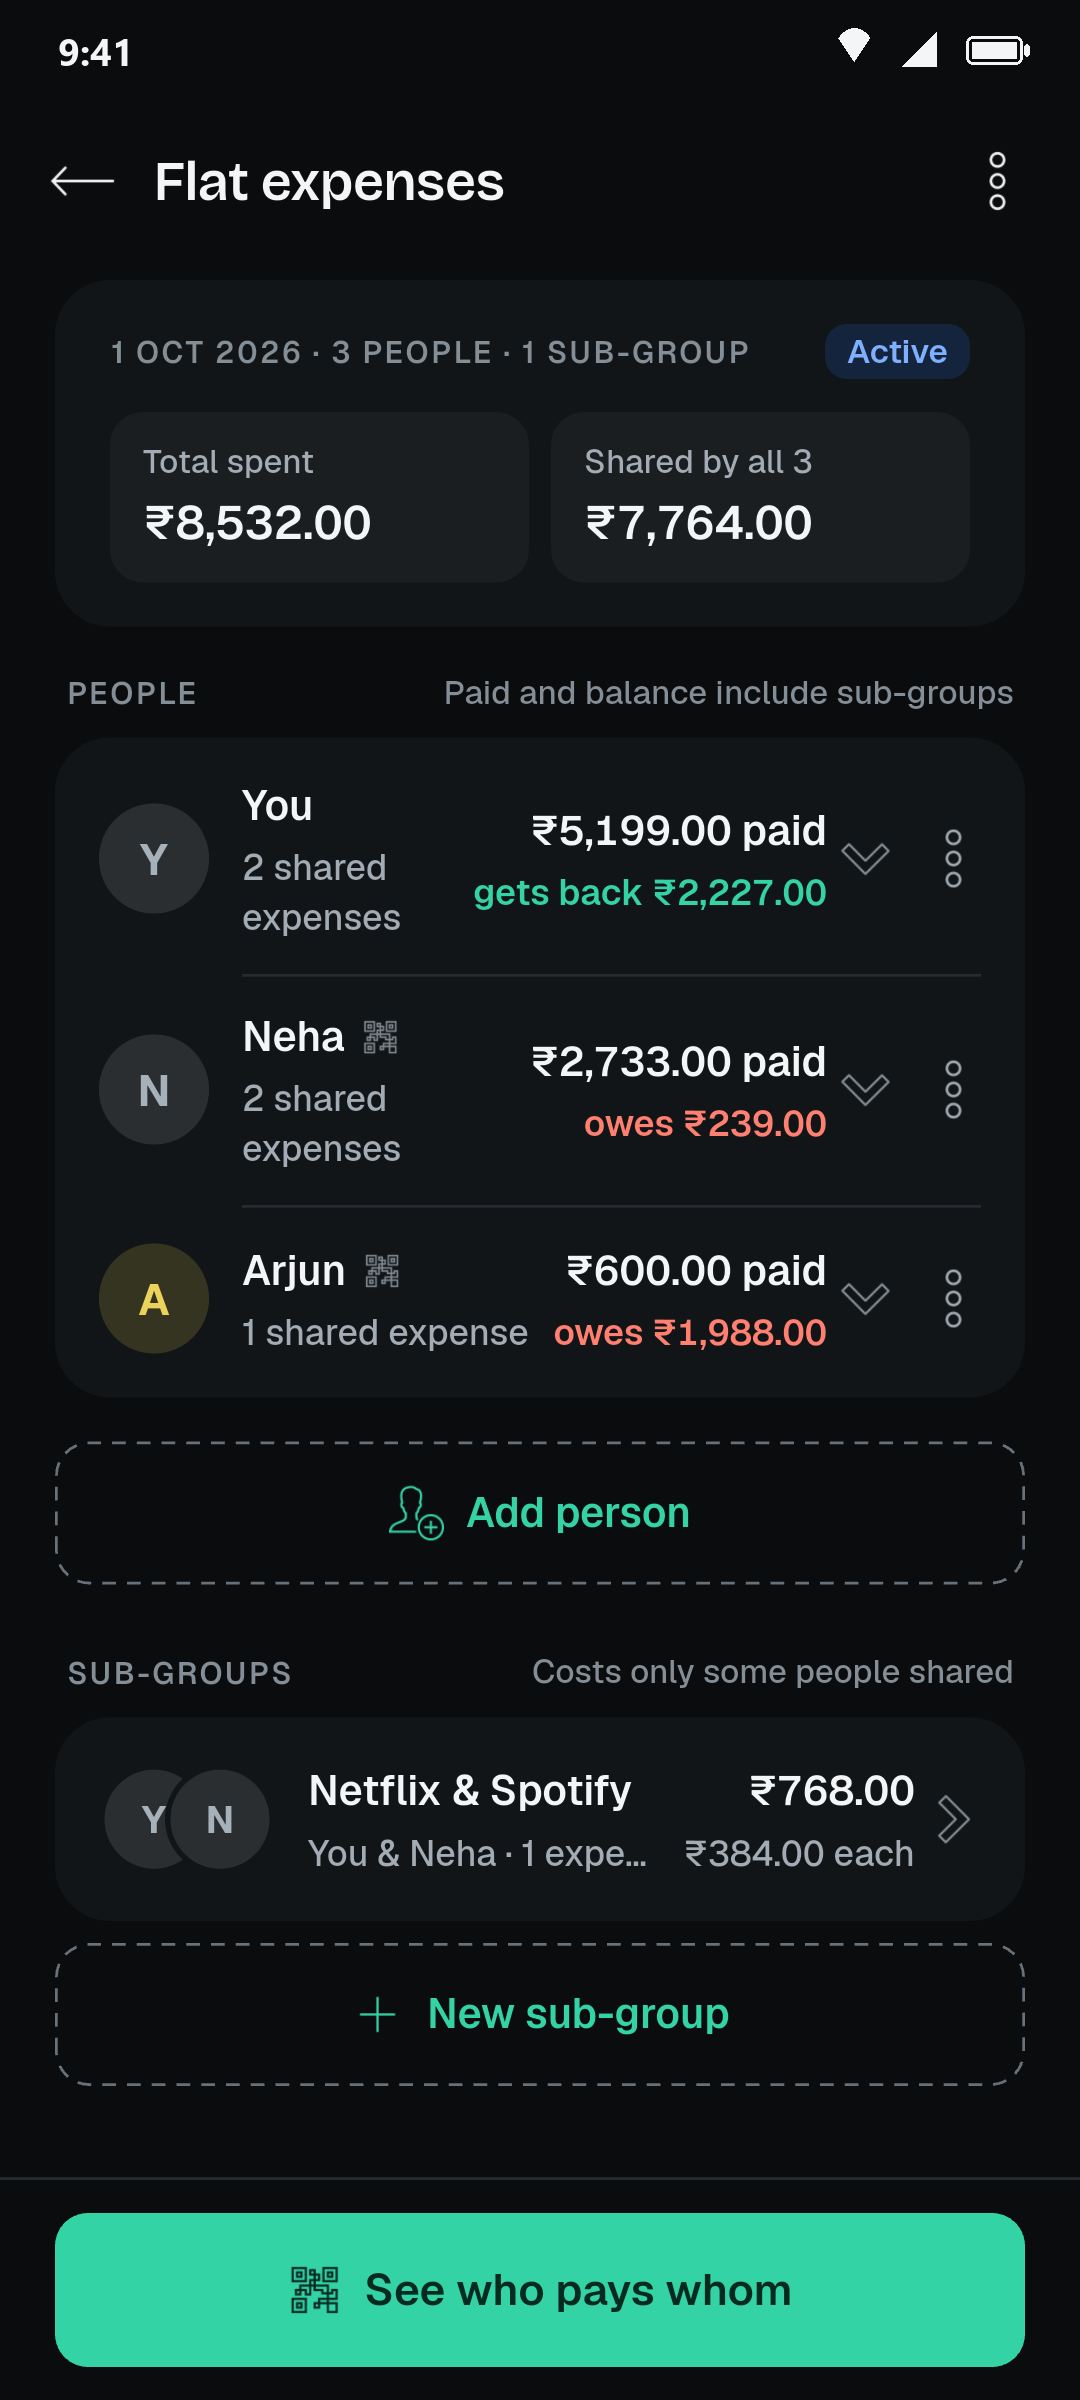 9:41
Flat expenses
1 OCT 2026 · 3 PEOPLE · 1 SUB-GROUP
Active
Total spent
₹8,532.00
Shared by all 3
₹7,764.00
PEOPLE
Paid and balance include sub-groups
Y
You
2 shared
expenses
₹5,199.00 paid
gets back ₹2,227.00
N
Neha
2 shared
expenses
₹2,733.00 paid
owes ₹239.00
A
Arjun
1 shared expense
₹600.00 paid
owes ₹1,988.00
Add person
SUB-GROUPS
Costs only some people shared
Y N
Netflix & Spotify
You & Neha · 1 expe...
₹768.00
₹384.00 each
New sub-group
See who pays whom